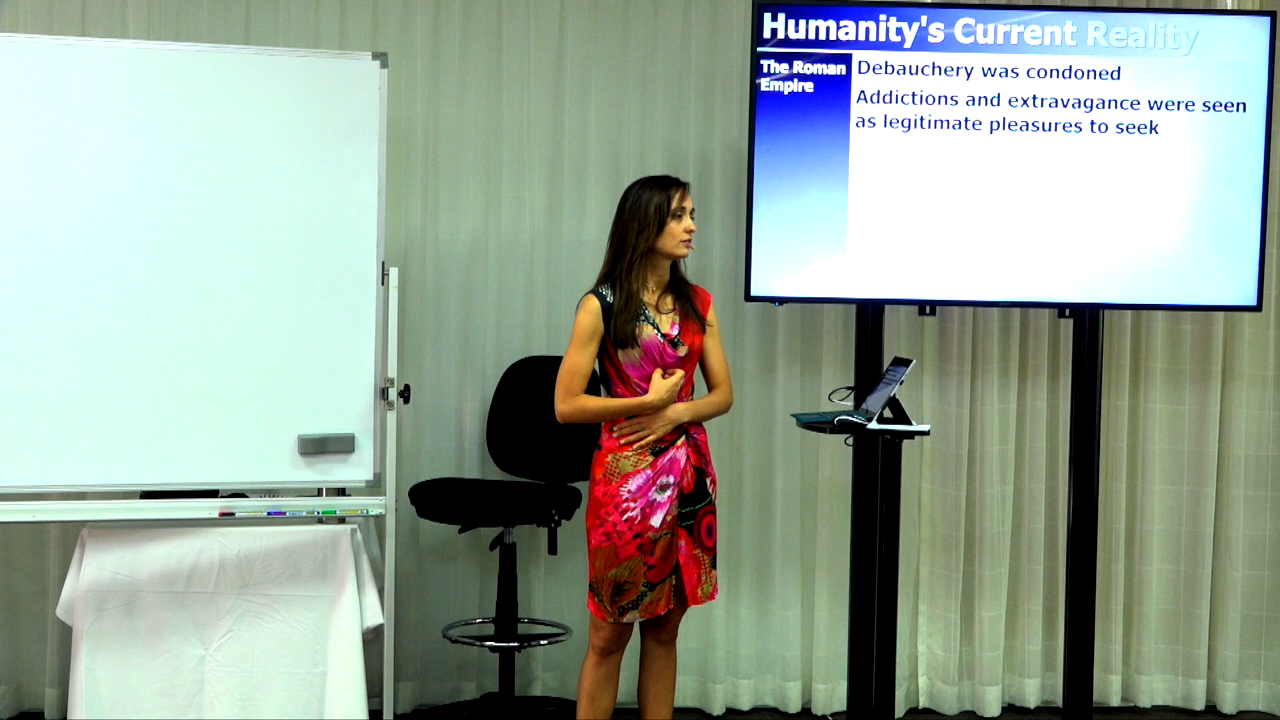 Humanity's Current Reality
The Roman
Empire
Debauchery was condoned
Addictions and extravagance were seen
as legitimate pleasures to seek